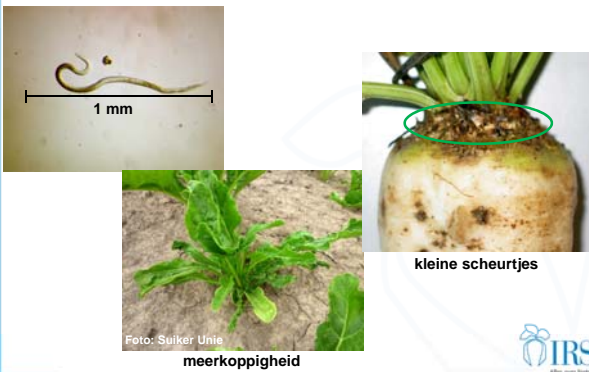 1 mm
kleine scheurtjes
Foto: Suiker Unie
meerkoppigheid
IRS